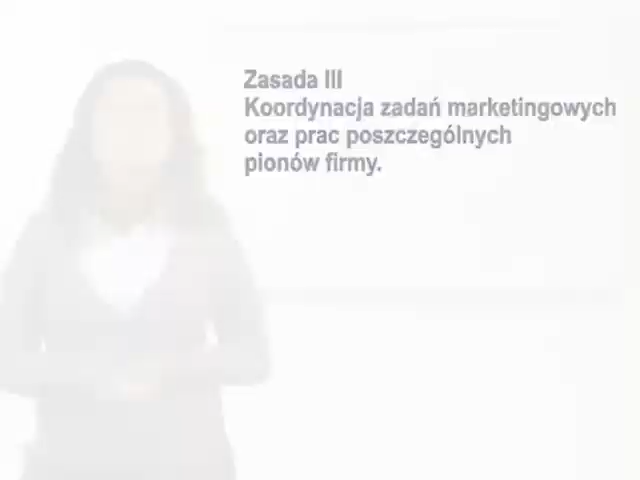 Zasada III
Koordynacja zadań marketingowych
oraz prac poszczególnych
pionów firmy.